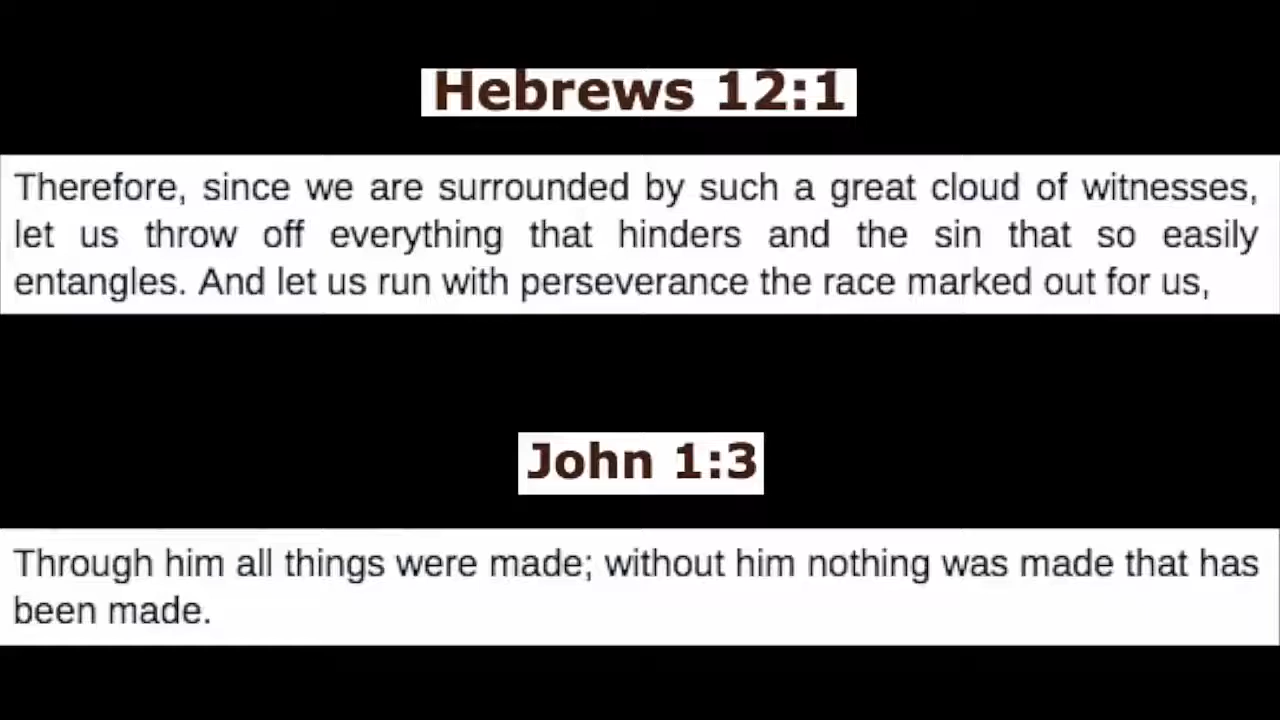 Hebrews 12:1
Therefore, since we are surrounded by such a great cloud of witnesses,
let us throw off everything that hinders and the sin that so easily
entangles. And let us run with perseverance the race marked out for us,
John 1:3
Through him all things were made; without him nothing was made that has
been made.